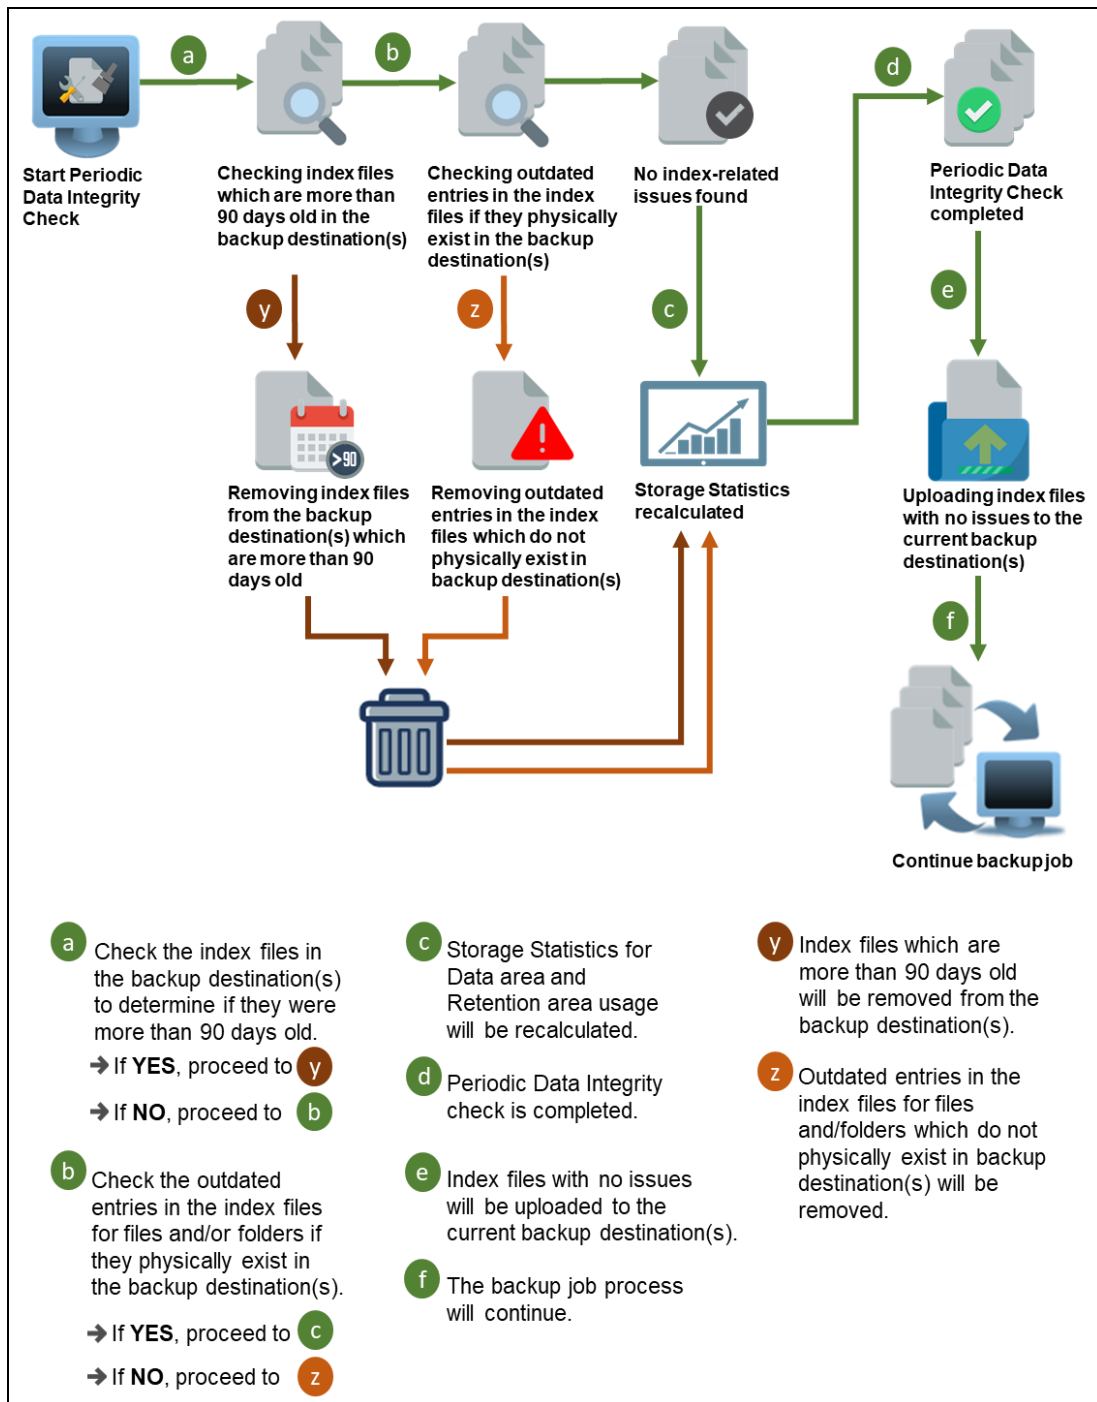 a
b
d
Start Periodic
Data Integrity
Check
Checking index files
which are more than
90 days old in the
backup destination(s)
Checking outdated
entries in the index
files if they physically
exist in the backup
destination(s)
No index-related
issues found
Periodic Data
Integrity Check
completed
y
z
c
e
>90
Removing index files
from the backup
destination(s) which
are more than 90
days old
Removing outdated
entries in the index
files which do not
physically exist in
backup destination(s)
Storage Statistics
recalculated
Uploading index files
with no issues to the
current backup
destination(s)
f
Continue backup job
a
Check the index files in
the backup destination(s)
to determine if they were
more than 90 days old.
➔ If YES, proceed to y
➔ If NO, proceed to b
b
Check the outdated
entries in the index files
for files and/or folders if
they physically exist in
the backup destination(s).
➔ If YES, proceed to c
➔ If NO, proceed to z
c
Storage Statistics for
Data area and
Retention area usage
will be recalculated.
d
Periodic Data Integrity
check is completed.
e
Index files with no issues
will be uploaded to the
current backup destination(s).
f
The backup job process
will continue.
y
Index files which are
more than 90 days old
will be removed from the
backup destination(s).
z
Outdated entries in the
index files for files
and/folders which do not
physically exist in backup
destination(s) will be
removed.